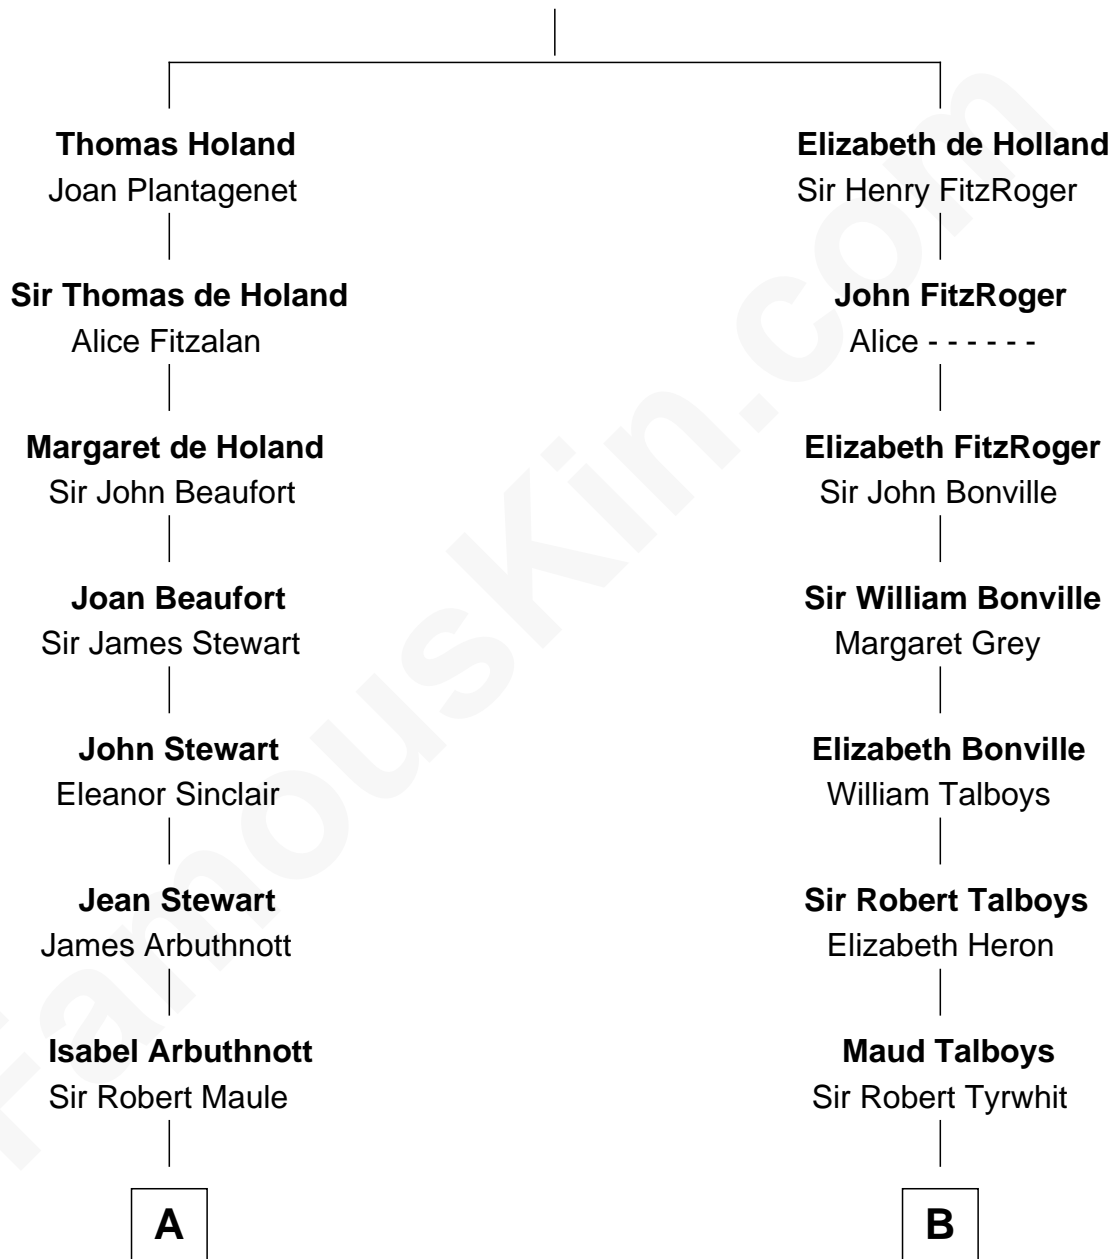 Thomas Holand
Joan Plantagenet
Sir Thomas de Holand
Alice Fitzalan
Margaret de Holand
Sir John Beaufort
Joan Beaufort
Sir James Stewart
John Stewart
Eleanor Sinclair
Jean Stewart
James Arbuthnott
Isabel Arbuthnott
Sir Robert Maule
A
Elizabeth de Holland
Sir Henry FitzRoger
John FitzRoger
Alice - - - - - -
Elizabeth FitzRoger
Sir John Bonville
Sir William Bonville
Margaret Grey
Elizabeth Bonville
William Talboys
Sir Robert Talboys
Elizabeth Heron
Maud Talboys
Sir Robert Tyrwhit
B
FamousKin.com